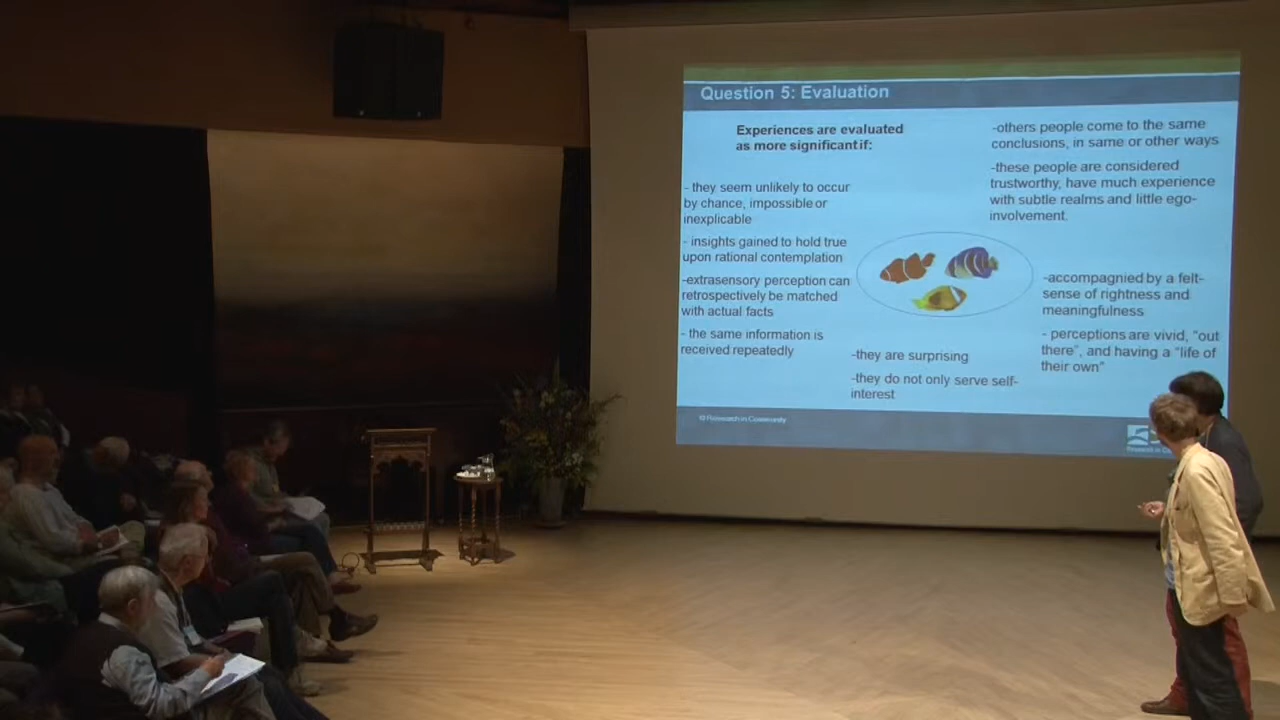 Question 5: Evaluation
Experiences are evaluated
as more significant if:
- they seem unlikely to occur
by chance, impossible or
inexplicable
- insights gained to hold true
upon rational contemplation
-extrasensory perception can
retrospectively be matched
with actual facts
- the same information is
received repeatedly
-they are surprising
-they do not only serve self-
interest
-others people come to the same
conclusions, in same or other ways
-these people are considered
trustworthy, have much experience
with subtle realms and little ego-
involvement.
-accompagnied by a felt-
sense of rightness and
meaningfulness
- perceptions are vivid, “out
there”, and having a “life of
their own”
© Research in Community